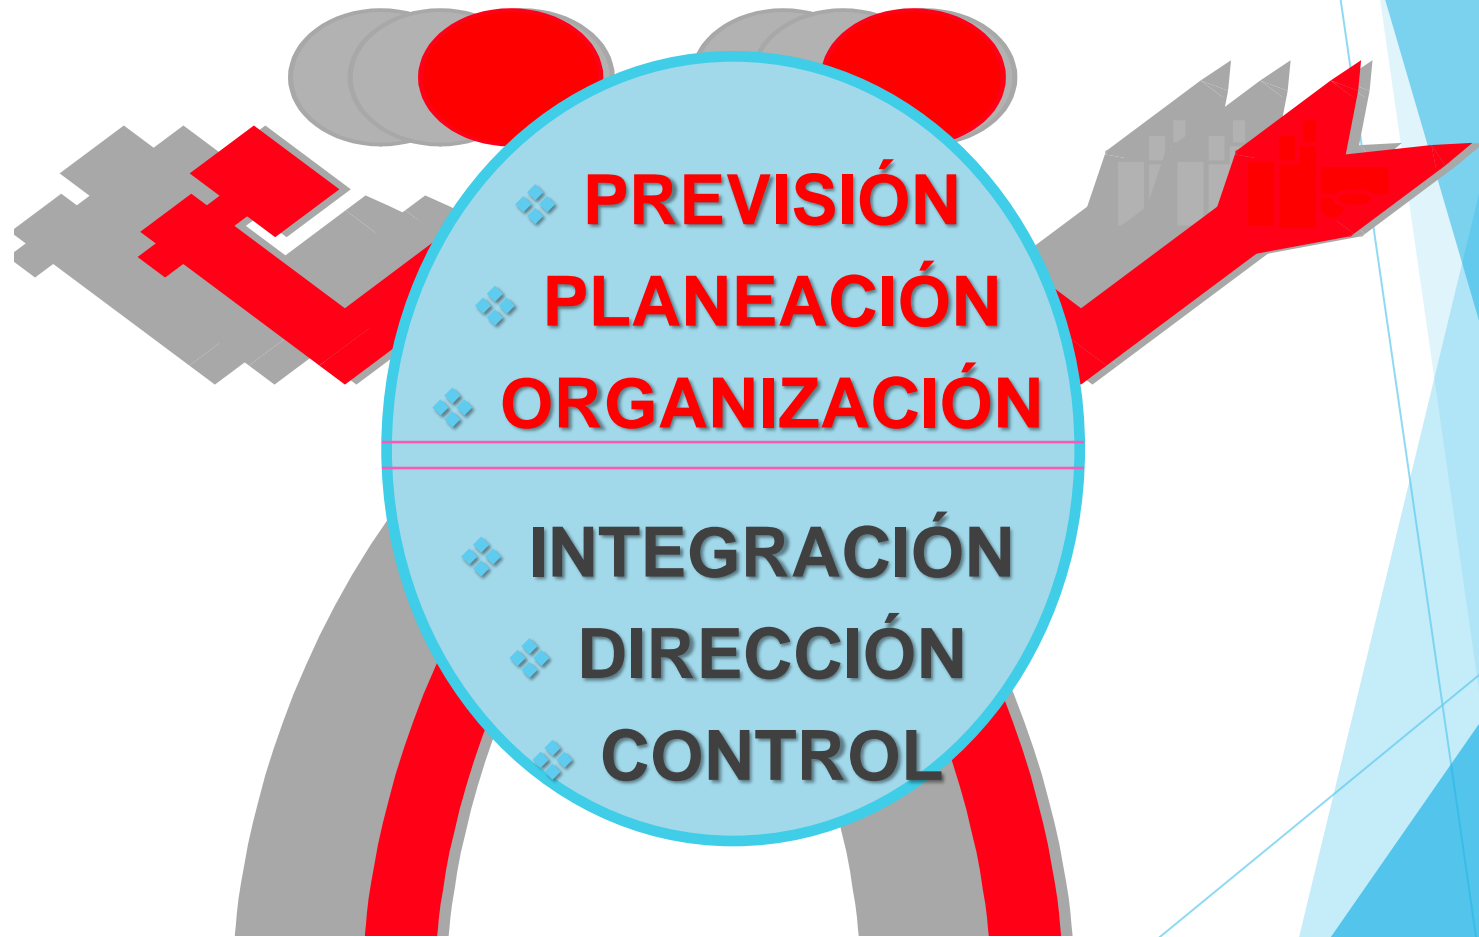 PREVISIÓN
PLANEACIÓN
ORGANIZACIÓN
INTEGRACIÓN
DIRECCIÓN
CONTROL